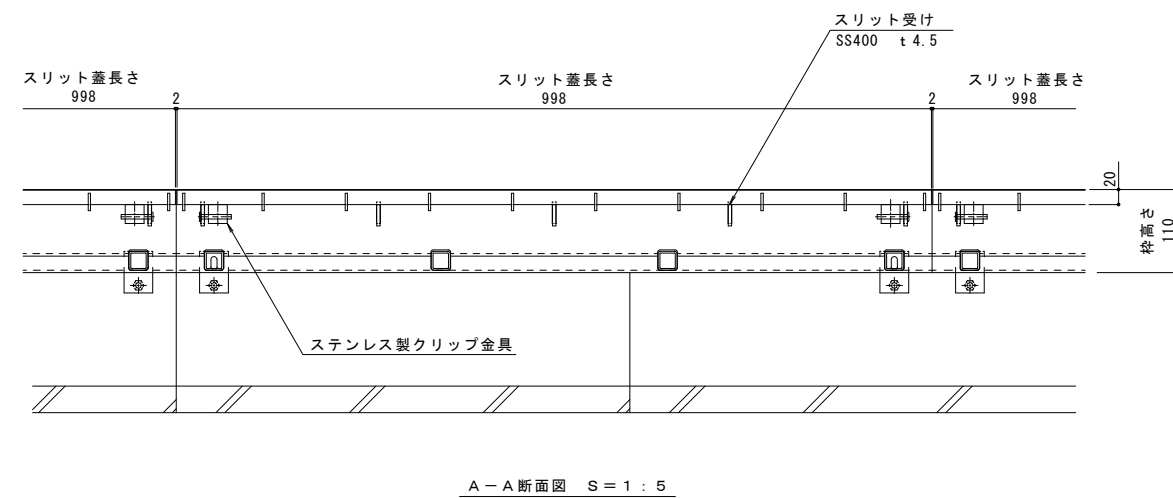 スリット受け
SS400 t 4.5
スリット蓋長さ
998
2
スリット蓋長さ
998
2
スリット蓋長さ
998
20
枠高さ
110
ステンレス製クリップ金具
A-A断面図 S=1:5